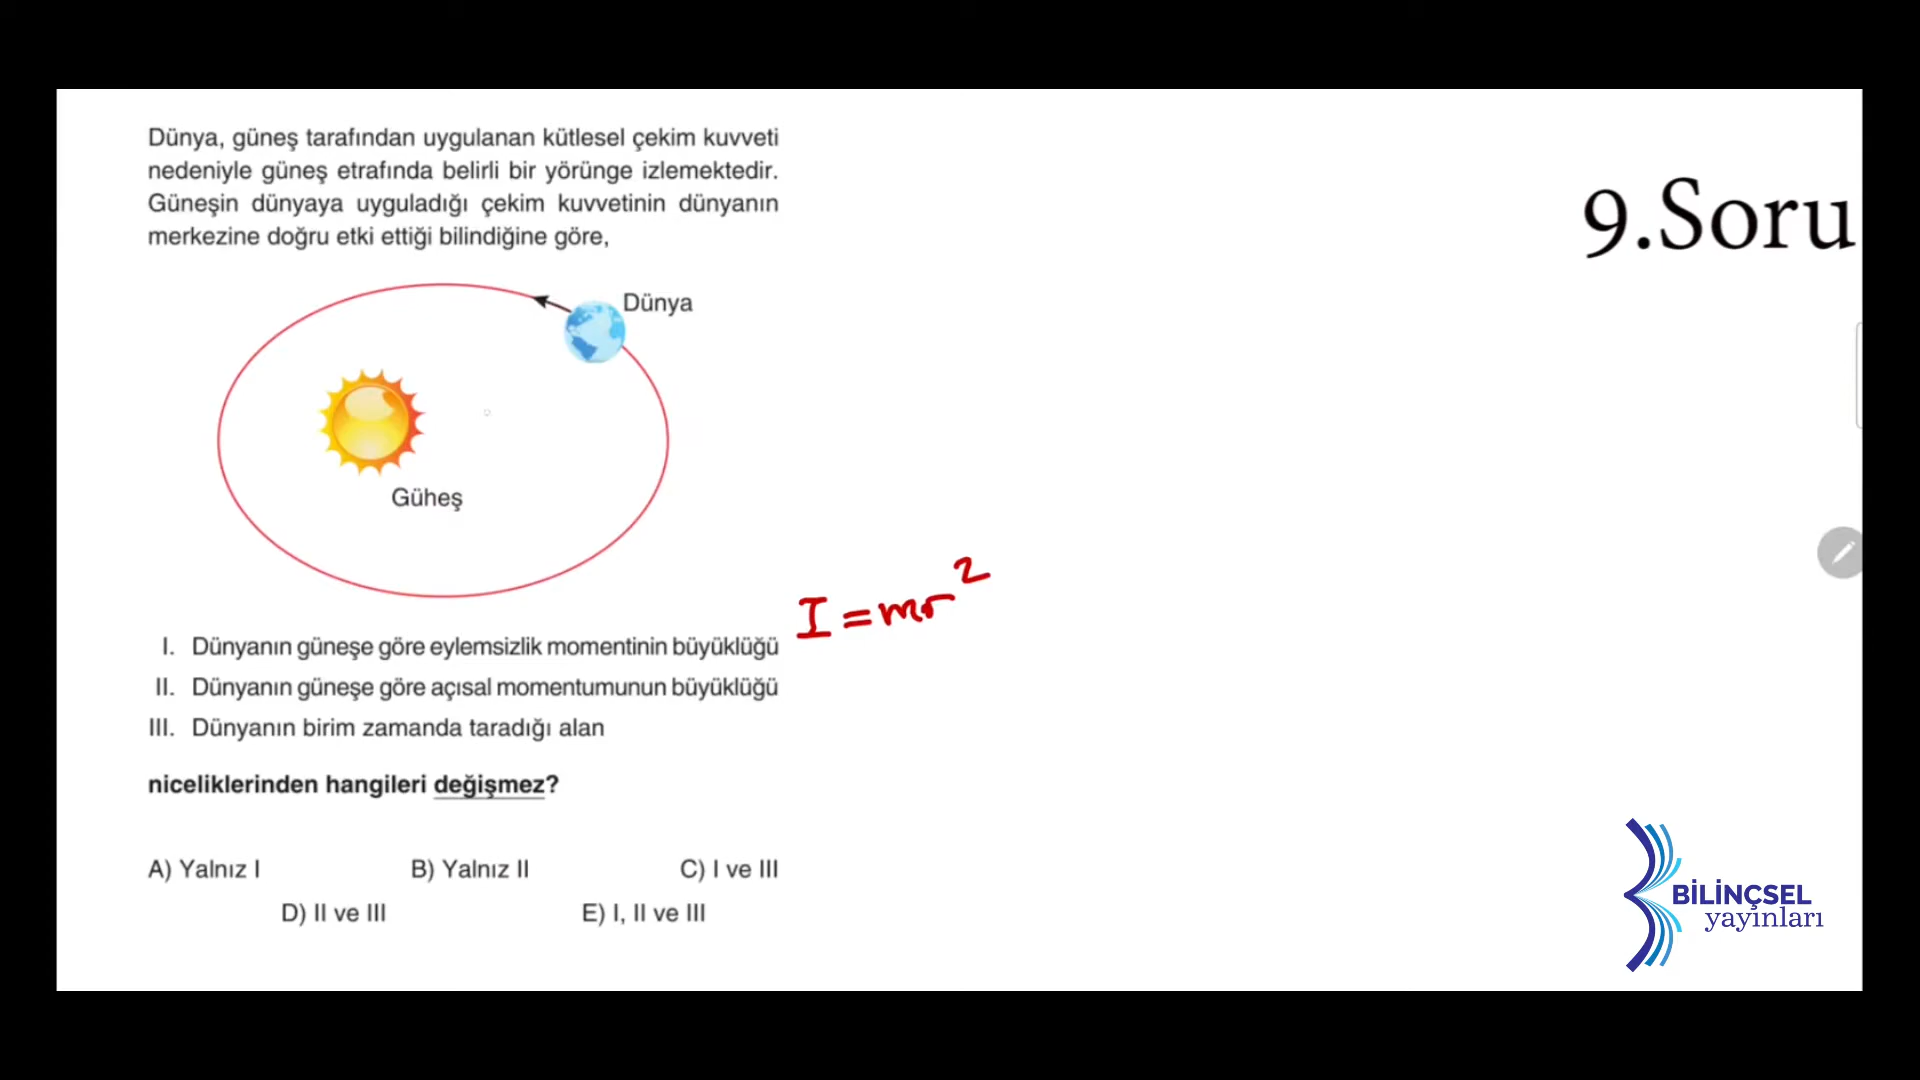 Dünya, güneş tarafından uygulanan kütlesel çekim kuvveti
nedeniyle güneş etrafında belirli bir yörünge izlemektedir.
Güneşin dünyaya uyguladığı çekim kuvvetinin dünyanın
merkezine doğru etki ettiği bilindiğine göre,
9.Soru
Dünya
Güheş
I = mr²
I. Dünyanın güneşe göre eylemsizlik momentinin büyüklüğü
II. Dünyanın güneşe göre açısal momentumunun büyüklüğü
III. Dünyanın birim zamanda taradığı alan
niceliklerinden hangileri değişmez?
A) Yalnız I B) Yalnız II C) I ve III
D) II ve III E) I, II ve III
BİLİNÇSEL
yayınları